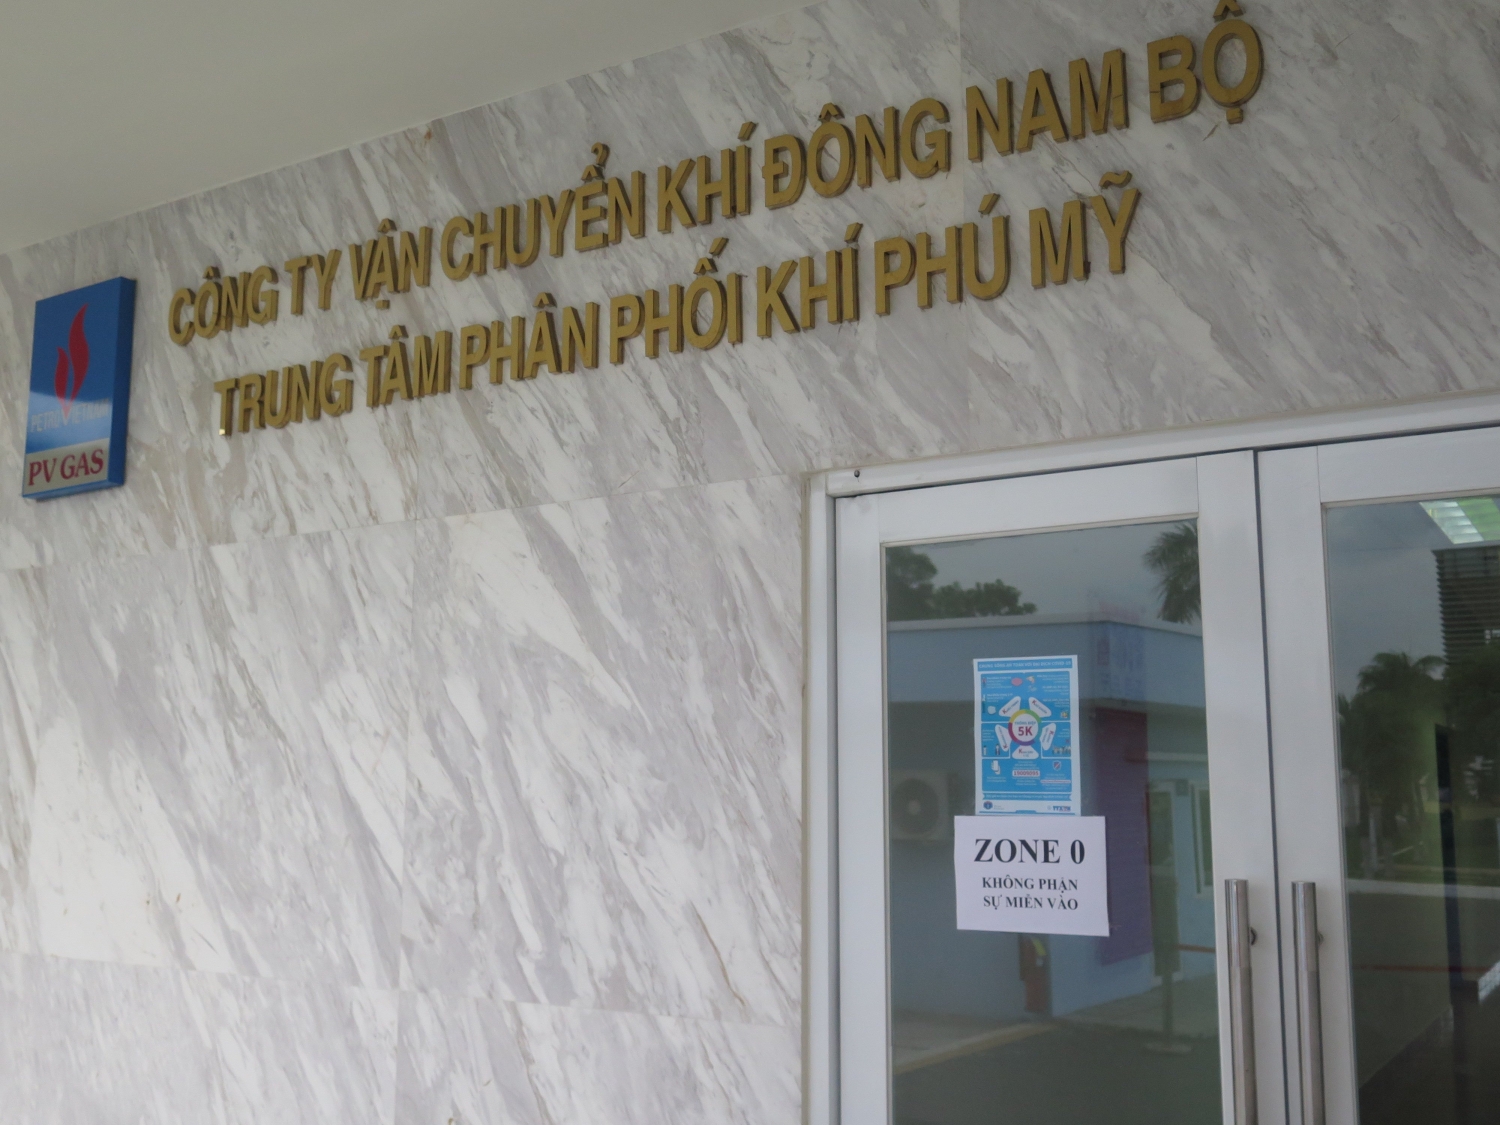 CÔNG TY VẬN CHUYỂN KHÍ ĐÔNG NAM BỘ
TRUNG TÂM PHÂN PHỐI KHÍ PHÚ MỸ
PETROVIETNAM
PV GAS
5K
ZONE 0
KHÔNG PHẬN
SỰ MIỄN VÀO